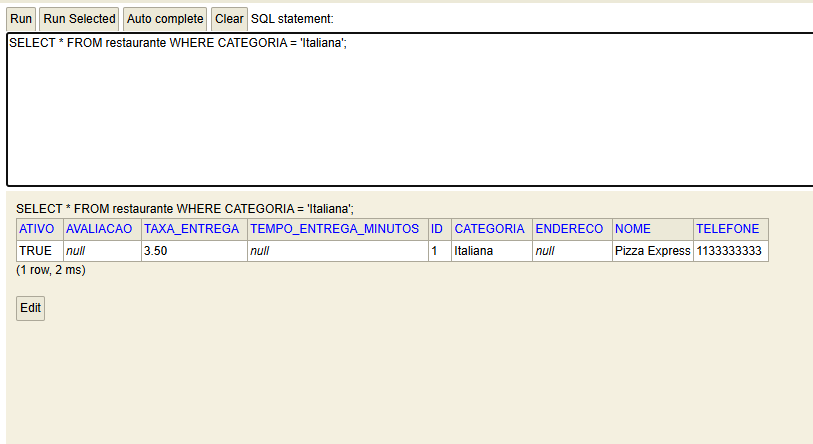 Run Run Selected Auto complete Clear SQL statement:
SELECT * FROM restaurante WHERE CATEGORIA = 'Italiana';
SELECT * FROM restaurante WHERE CATEGORIA = 'Italiana';
ATIVO AVALIACAO TAXA_ENTREGA TEMPO_ENTREGA_MINUTOS ID CATEGORIA ENDERECO NOME TELEFONE
TRUE null 3.50 null 1 Italiana null Pizza Express 1133333333
(1 row, 2 ms)
Edit